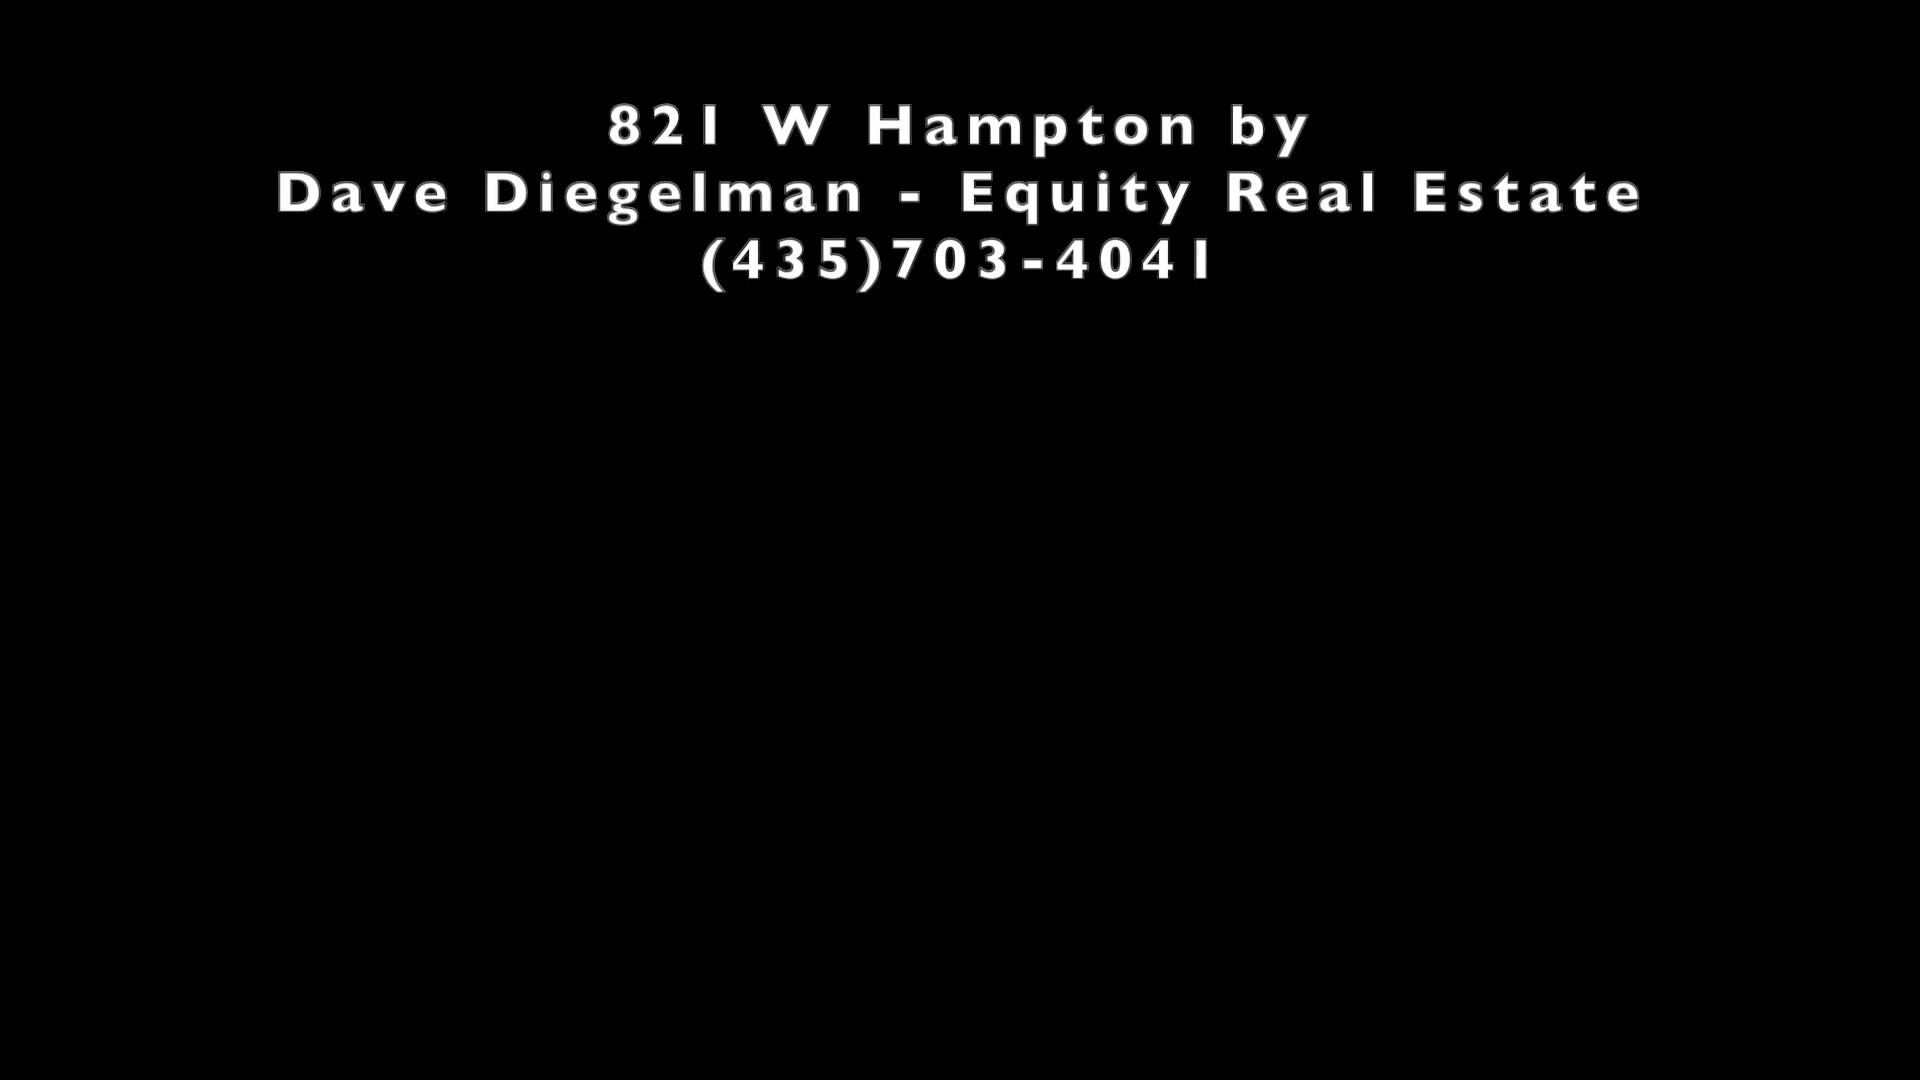 821 W Hampton by
Dave Diegelman - Equity Real Estate
(435)703-4041